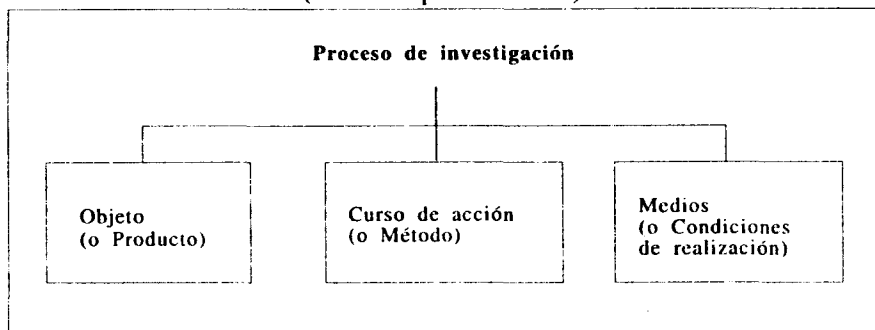 Proceso de investigación
Objeto
(o Producto)
Curso de acción
(o Método)
Medios
(o Condiciones
de realización)